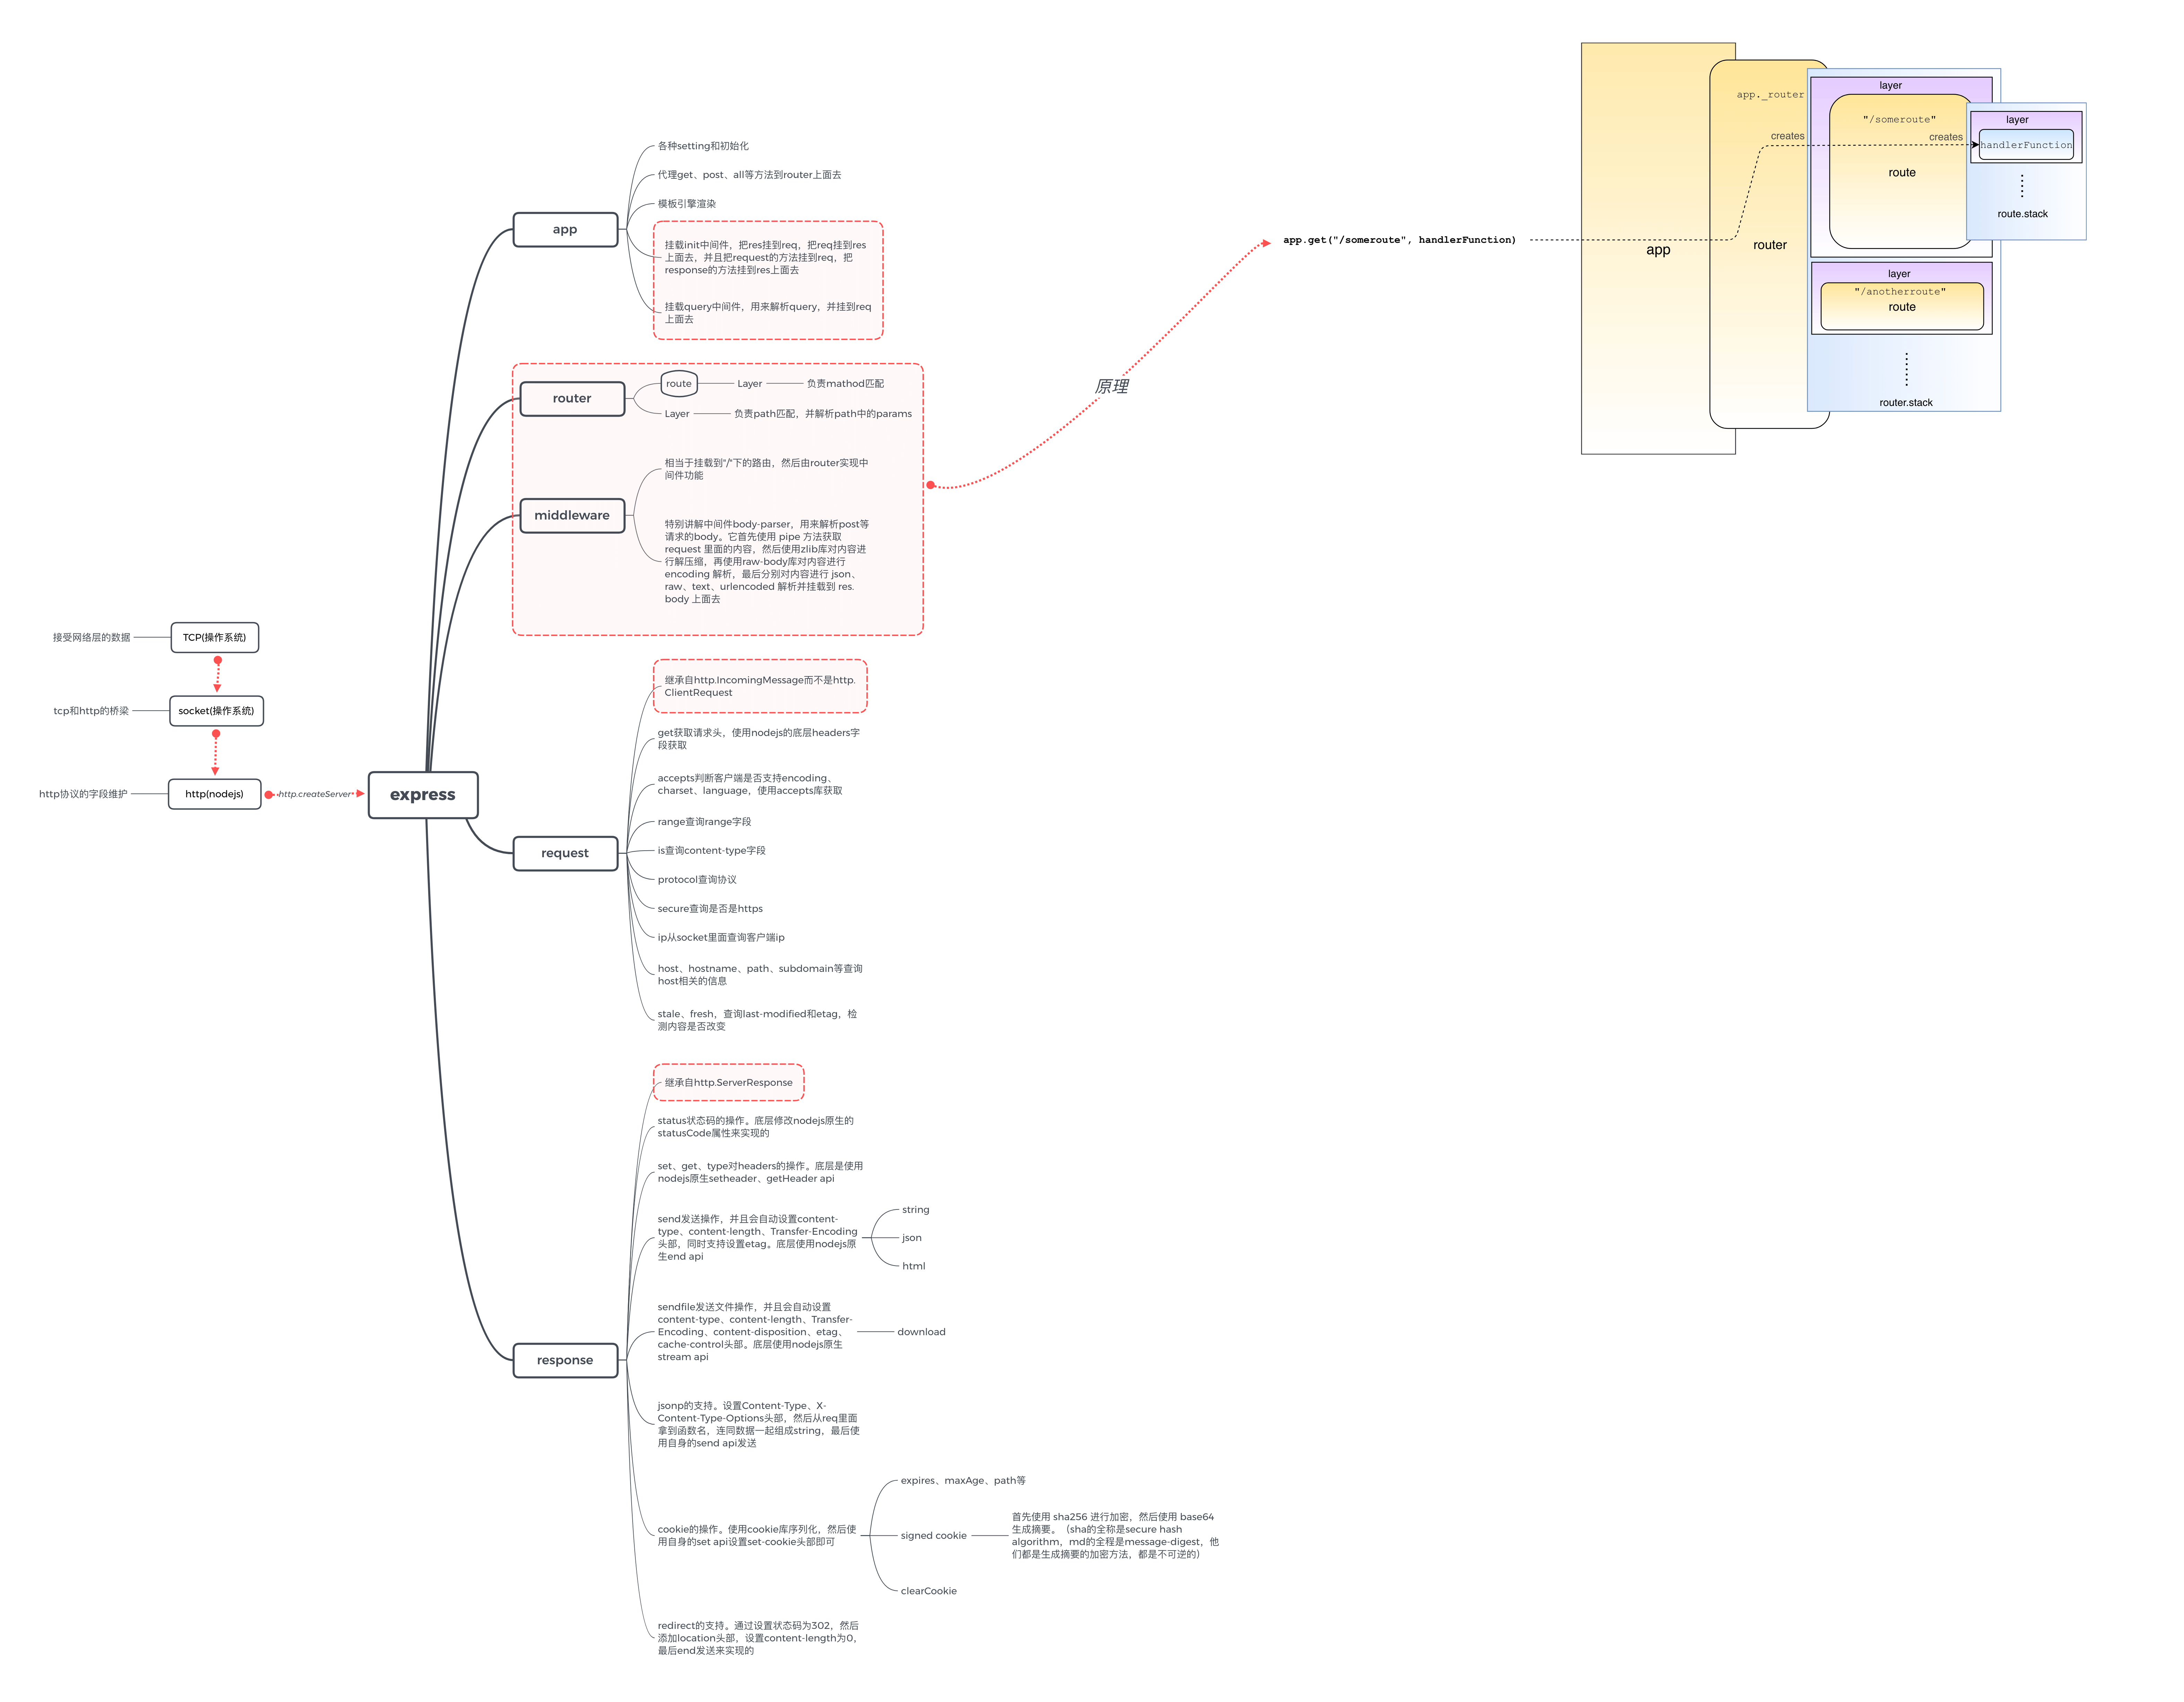 接受网络层的数据
TCP(操作系统)
tcp和http的桥梁
socket(操作系统)
http协议的字段维护
http(nodejs)
http.createServer
express
app
各种setting和初始化
代理get、post、all等方法到router上面去
模板引擎渲染
挂载init中间件，把res挂到req，把req挂到res
上面去，并且把request的方法挂到req，把
response的方法挂到res上面去
挂载query中间件，用来解析query，并挂到req
上面去
router
route
Layer
负责mathod匹配
Layer
负责path匹配，并解析path中的params
middleware
相当于挂载到"/"下的路由，然后由router实现中
间件功能
特别讲解中间件body-parser，用来解析post等
请求的body。它首先使用 pipe 方法获取
request 里面的内容，然后使用zlib库对内容进
行解压缩，再使用raw-body库对内容进行
encoding 解析，最后分别对内容进行 json、
raw、text、urlencoded 解析并挂载到 res.
body 上面去
原理
app.get("/someroute", handlerFunction)
app
app._router
creates
router
layer
"/someroute"
creates
route
layer
handlerFunction
route.stack
layer
"/anotherroute"
route
router.stack
request
继承自http.IncomingMessage而不是http.
ClientRequest
get获取请求头，使用nodejs的底层headers字
段获取
accepts判断客户端是否支持encoding、
charset、language，使用accepts库获取
range查询range字段
is查询content-type字段
protocol查询协议
secure查询是否是https
ip从socket里面查询客户端ip
host、hostname、path、subdomain等查询
host相关的信息
stale、fresh，查询last-modified和etag，检
测内容是否改变
response
继承自http.ServerResponse
status状态码的操作。底层修改nodejs原生的
statusCode属性来实现的
set、get、type对headers的操作。底层是使用
nodejs原生setheader、getHeader api
send发送操作，并且会自动设置content-
type、content-length、Transfer-Encoding
头部，同时支持设置etag。底层使用nodejs原
生end api
string
json
html
sendfile发送文件操作，并且会自动设置
content-type、content-length、Transfer-
Encoding、content-disposition、etag、
cache-control头部。底层使用nodejs原生
stream api
download
jsonp的支持。设置Content-Type、X-
Content-Type-Options头部，然后从req里面
拿到函数名，连同数据一起组成string，最后使
用自身的send api发送
cookie的操作。使用cookie库序列化，然后使
用自身的set api设置set-cookie头部即可
expires、maxAge、path等
signed cookie
首先使用 sha256 进行加密，然后使用 base64
生成摘要。（sha的全称是secure hash
algorithm，md的全程是message-digest，他
们都是生成摘要的加密方法，都是不可逆的）
clearCookie
redirect的支持。通过设置状态码为302，然后
添加location头部，设置content-length为0，
最后end发送来实现的